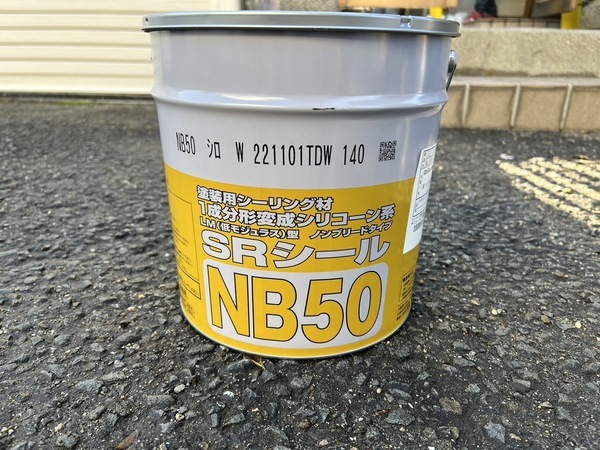 NB50 シロ W 221101TDW 140
塗装用シーリング材
1成分形変成シリコーン系
LM(低モジュラス)型 ノンブリードタイプ
SRシール
NB50